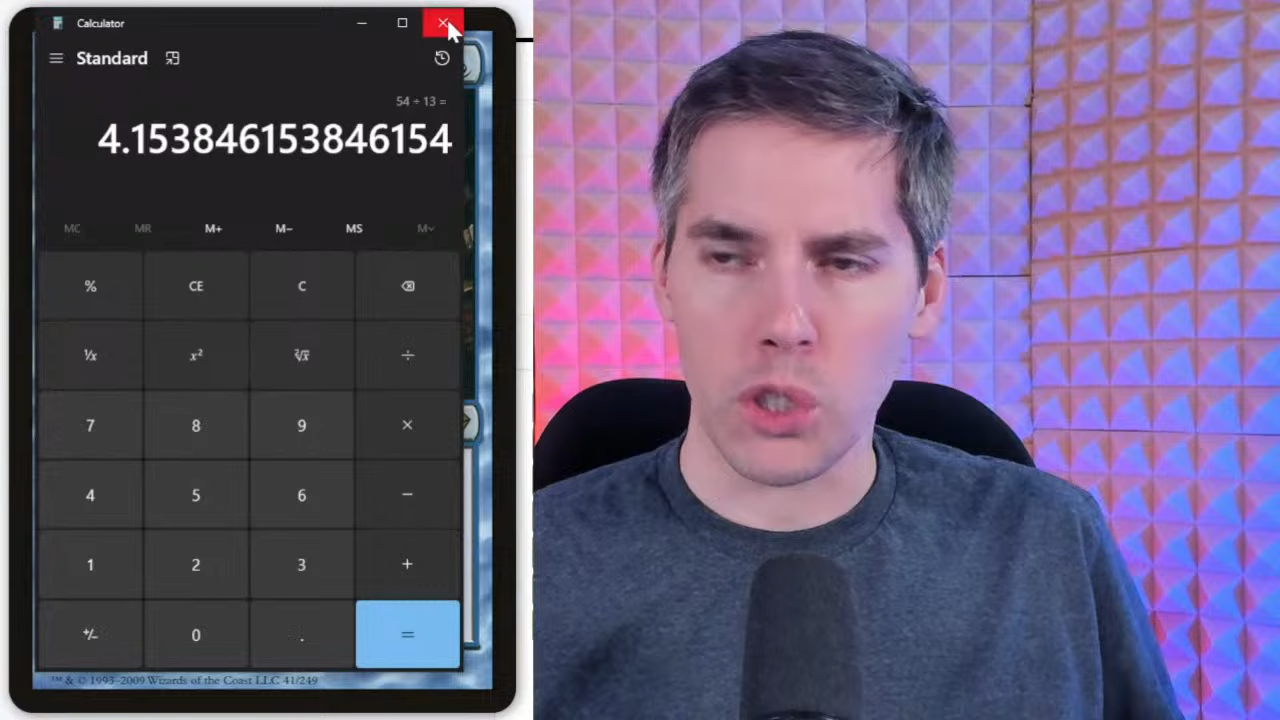 Calculator
Standard
54 ÷ 13 =
4.153846153846154
MC MR M+ M− MS M˅
% CE C
¹/x x² ²√x ÷
7 8 9 ×
4 5 6 −
1 2 3 +
+/− 0 . =
™ & © 1993–2009 Wizards of the Coast LLC 41/249